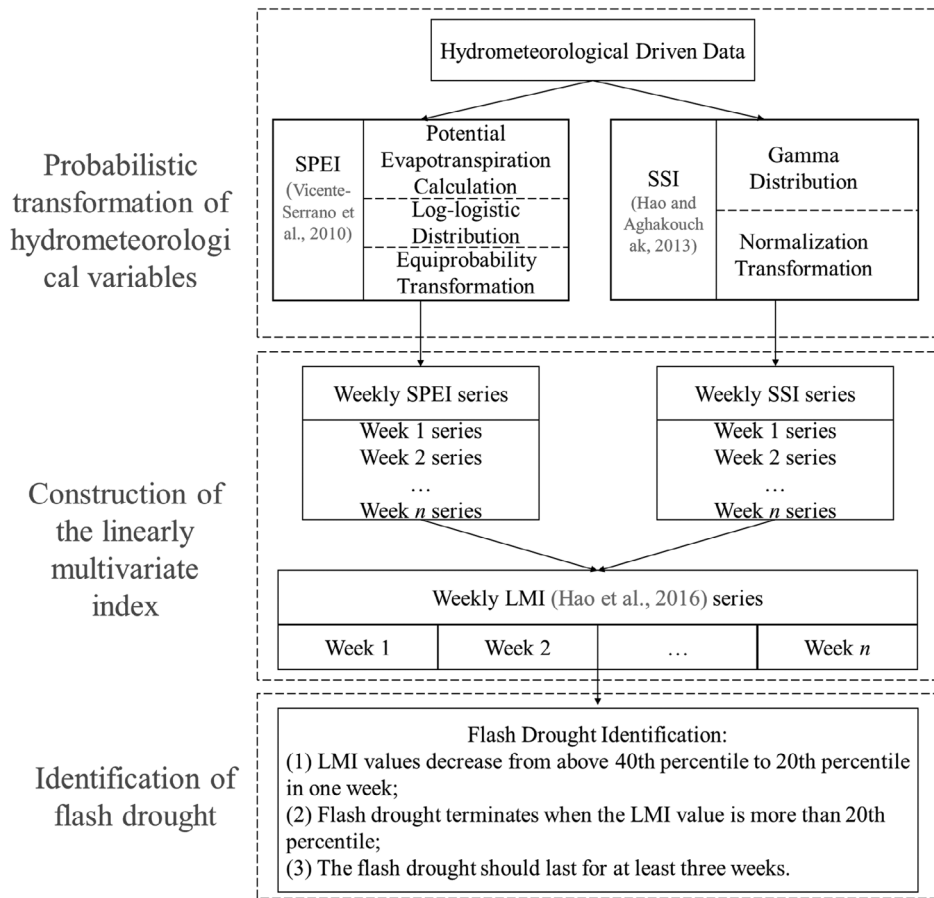 Hydrometeorological Driven Data
Probabilistic
transformation of
hydrometeorologi
cal variables
SPEI
(Vicente-
Serrano et
al., 2010)
Potential
Evapotranspiration
Calculation
Log-logistic
Distribution
Equiprobability
Transformation
SSI
(Hao and
Aghakouch
ak, 2013)
Gamma
Distribution
Normalization
Transformation
Construction of
the linearly
multivariate
index
Weekly SPEI series
Week 1 series
Week 2 series
…
Week n series
Weekly SSI series
Week 1 series
Week 2 series
…
Week n series
Weekly LMI (Hao et al., 2016) series
Week 1
Week 2
…
Week n
Identification of
flash drought
Flash Drought Identification:
(1) LMI values decrease from above 40th percentile to 20th percentile
in one week;
(2) Flash drought terminates when the LMI value is more than 20th
percentile;
(3) The flash drought should last for at least three weeks.